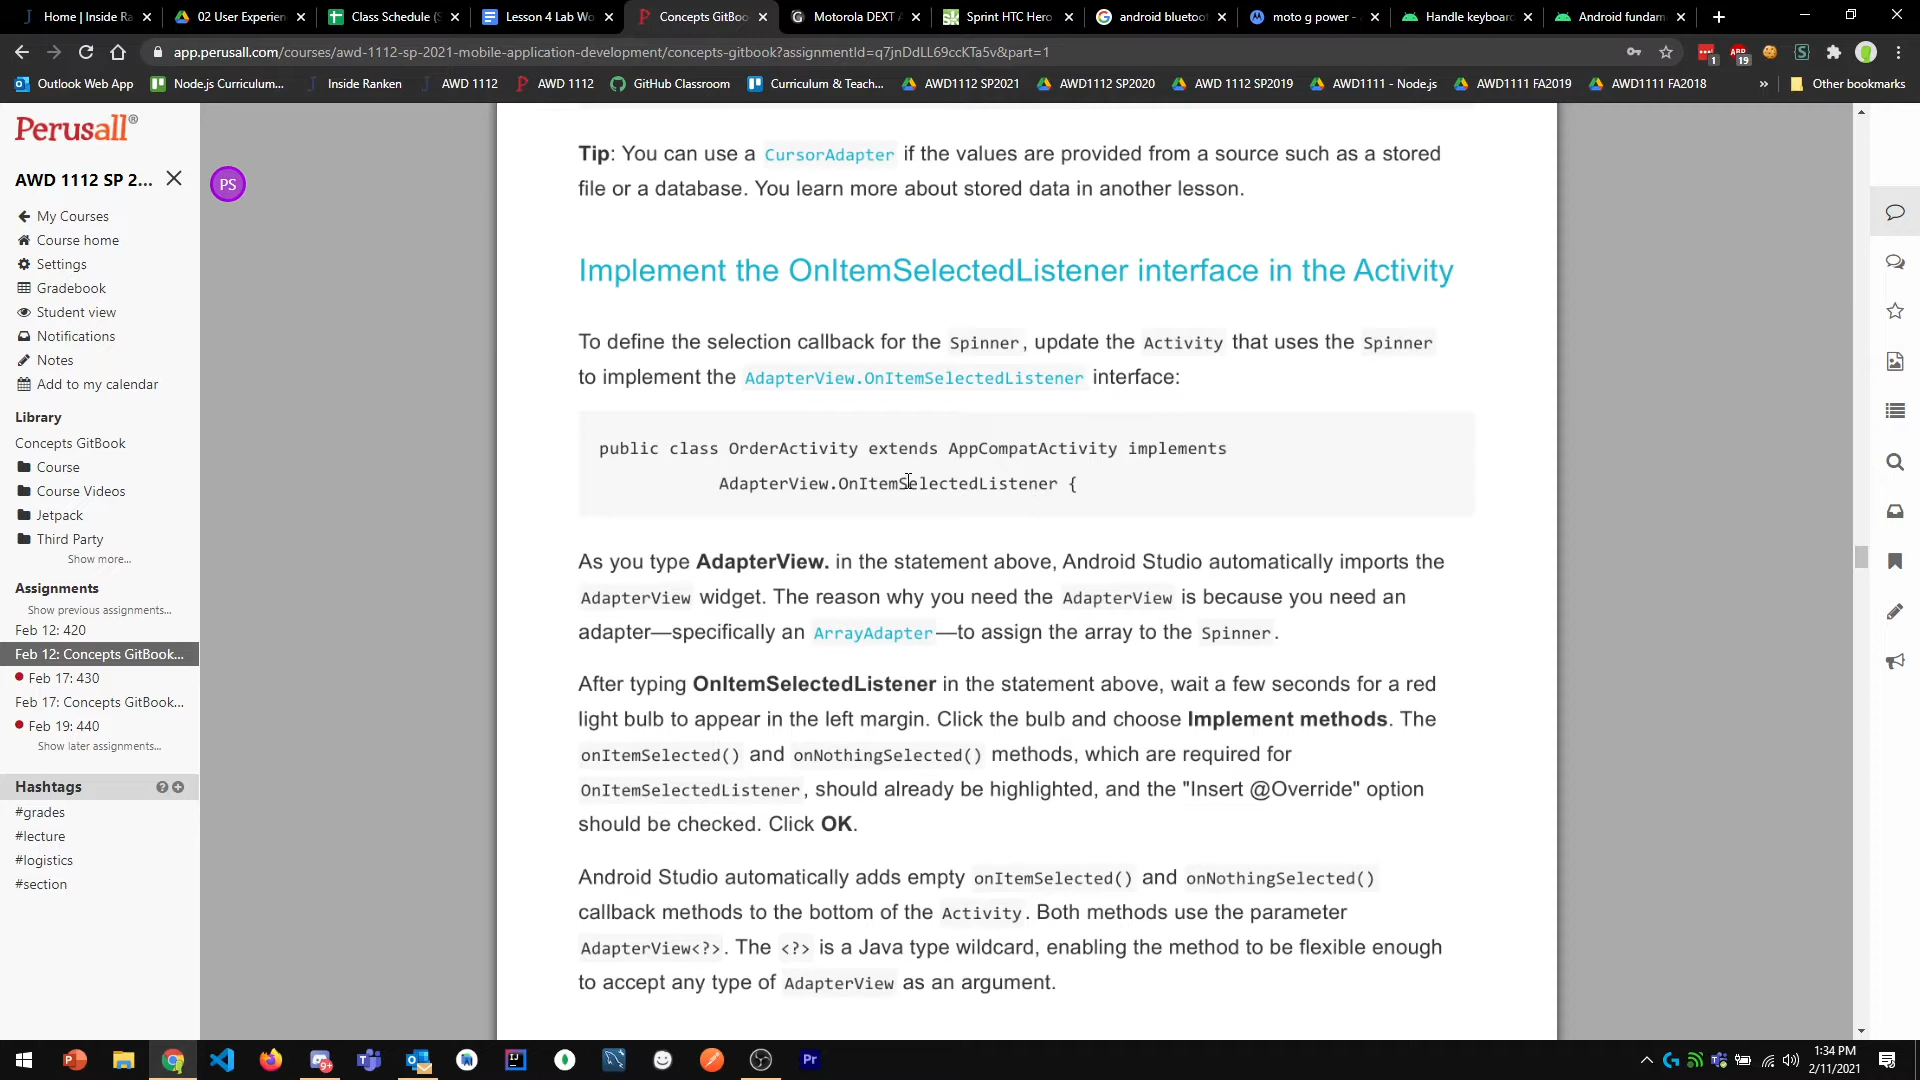 Home | Inside Ra
02 User Experien
Class Schedule (S
Lesson 4 Lab Wo
Concepts GitBoo
Motorola DEXT A
Sprint HTC Hero
android bluetoo
moto g power -
Handle keyboard
Android fundam
app.perusall.com/courses/awd-1112-sp-2021-mobile-application-development/concepts-gitbook?assignmentId=q7jnDdLL69ccKTa5v&part=1
1
ABP
19
Outlook Web App
Node.js Curriculum...
Inside Ranken
AWD 1112
AWD 1112
GitHub Classroom
Curriculum & Teach...
AWD1112 SP2021
AWD1112 SP2020
AWD 1112 SP2019
AWD1111 - Node.js
AWD1111 FA2019
AWD1111 FA2018
»
Other bookmarks
Perusall®
AWD 1112 SP 2...
PS
My Courses
Course home
Settings
Gradebook
Student view
Notifications
Notes
Add to my calendar
Library
Concepts GitBook
Course
Course Videos
Jetpack
Third Party
Show more...
Assignments
Show previous assignments...
Feb 12: 420
Feb 12: Concepts GitBook...
Feb 17: 430
Feb 17: Concepts GitBook...
Feb 19: 440
Show later assignments...
Hashtags
#grades
#lecture
#logistics
#section
Tip: You can use a CursorAdapter if the values are provided from a source such as a stored
file or a database. You learn more about stored data in another lesson.
Implement the OnItemSelectedListener interface in the Activity
To define the selection callback for the Spinner, update the Activity that uses the Spinner
to implement the AdapterView.OnItemSelectedListener interface:
public class OrderActivity extends AppCompatActivity implements
AdapterView.OnItemSelectedListener {
As you type AdapterView. in the statement above, Android Studio automatically imports the
AdapterView widget. The reason why you need the AdapterView is because you need an
adapter—specifically an ArrayAdapter—to assign the array to the Spinner.
After typing OnItemSelectedListener in the statement above, wait a few seconds for a red
light bulb to appear in the left margin. Click the bulb and choose Implement methods. The
onItemSelected() and onNothingSelected() methods, which are required for
OnItemSelectedListener, should already be highlighted, and the "Insert @Override" option
should be checked. Click OK.
Android Studio automatically adds empty onItemSelected() and onNothingSelected()
callback methods to the bottom of the Activity. Both methods use the parameter
AdapterView<?>. The <?> is a Java type wildcard, enabling the method to be flexible enough
to accept any type of AdapterView as an argument.
9+
Pr
1:34 PM
2/11/2021